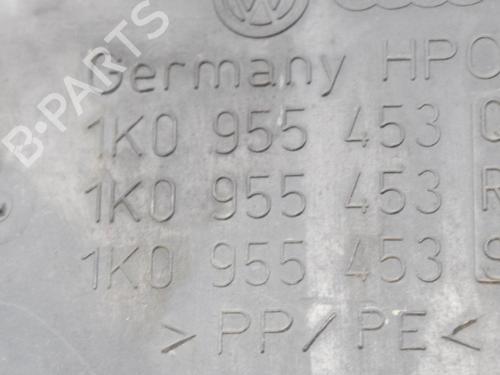 Germany HPC
1K0 955 453 Q
1K0 955 453 R
1K0 955 453 S
>PP/PE<
B-PARTS